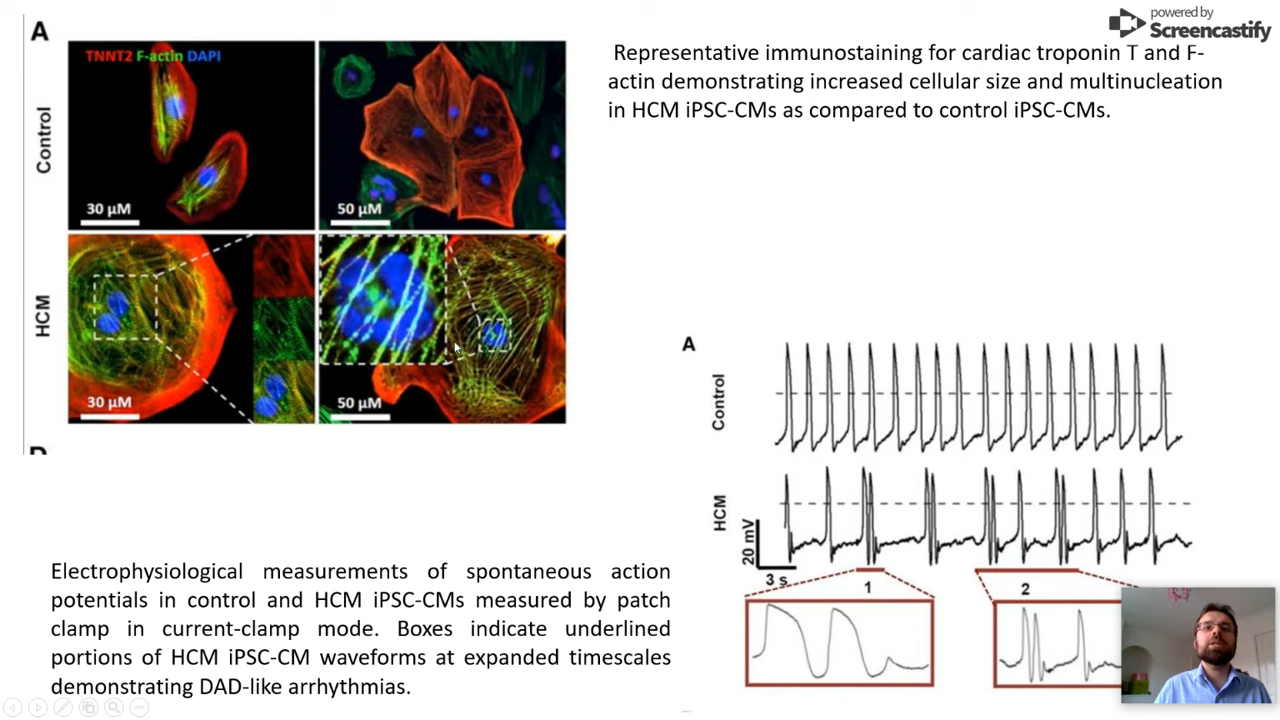 powered by
Screencastify
A
TNNT2 F-actin DAPI
Control
30 µM
50 µM
HCM
30 µM
50 µM
Representative immunostaining for cardiac troponin T and F-
actin demonstrating increased cellular size and multinucleation
in HCM iPSC-CMs as compared to control iPSC-CMs.
A
Control
HCM
20 mV
3 s
1
2
Electrophysiological measurements of spontaneous action
potentials in control and HCM iPSC-CMs measured by patch
clamp in current-clamp mode. Boxes indicate underlined
portions of HCM iPSC-CM waveforms at expanded timescales
demonstrating DAD-like arrhythmias.